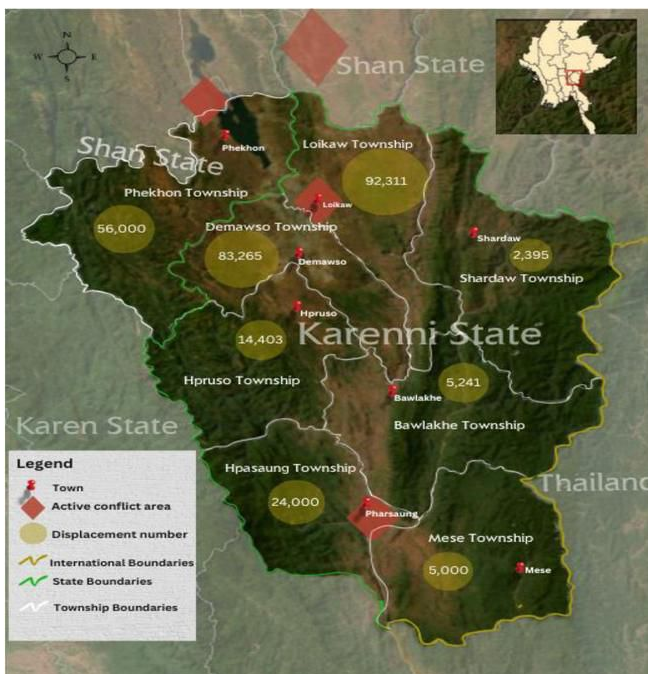 N
W E
S
Shan State
Shan State
Phekhon
Loikaw Township
92,311
Phekhon Township
Loikaw
56,000
Demawso Township
83,265
Demawso
Shardaw
2,395
Shardaw Township
Hpruso
14,403
Karenni State
Hpruso Township
5,241
Bawlakhe
Bawlakhe Township
Karen State
Legend
Town
Active conflict area
Displacement number
International Boundaries
State Boundaries
Township Boundaries
Hpasaung Township
24,000
Pharsaung
Thailand
Mese Township
5,000
Mese